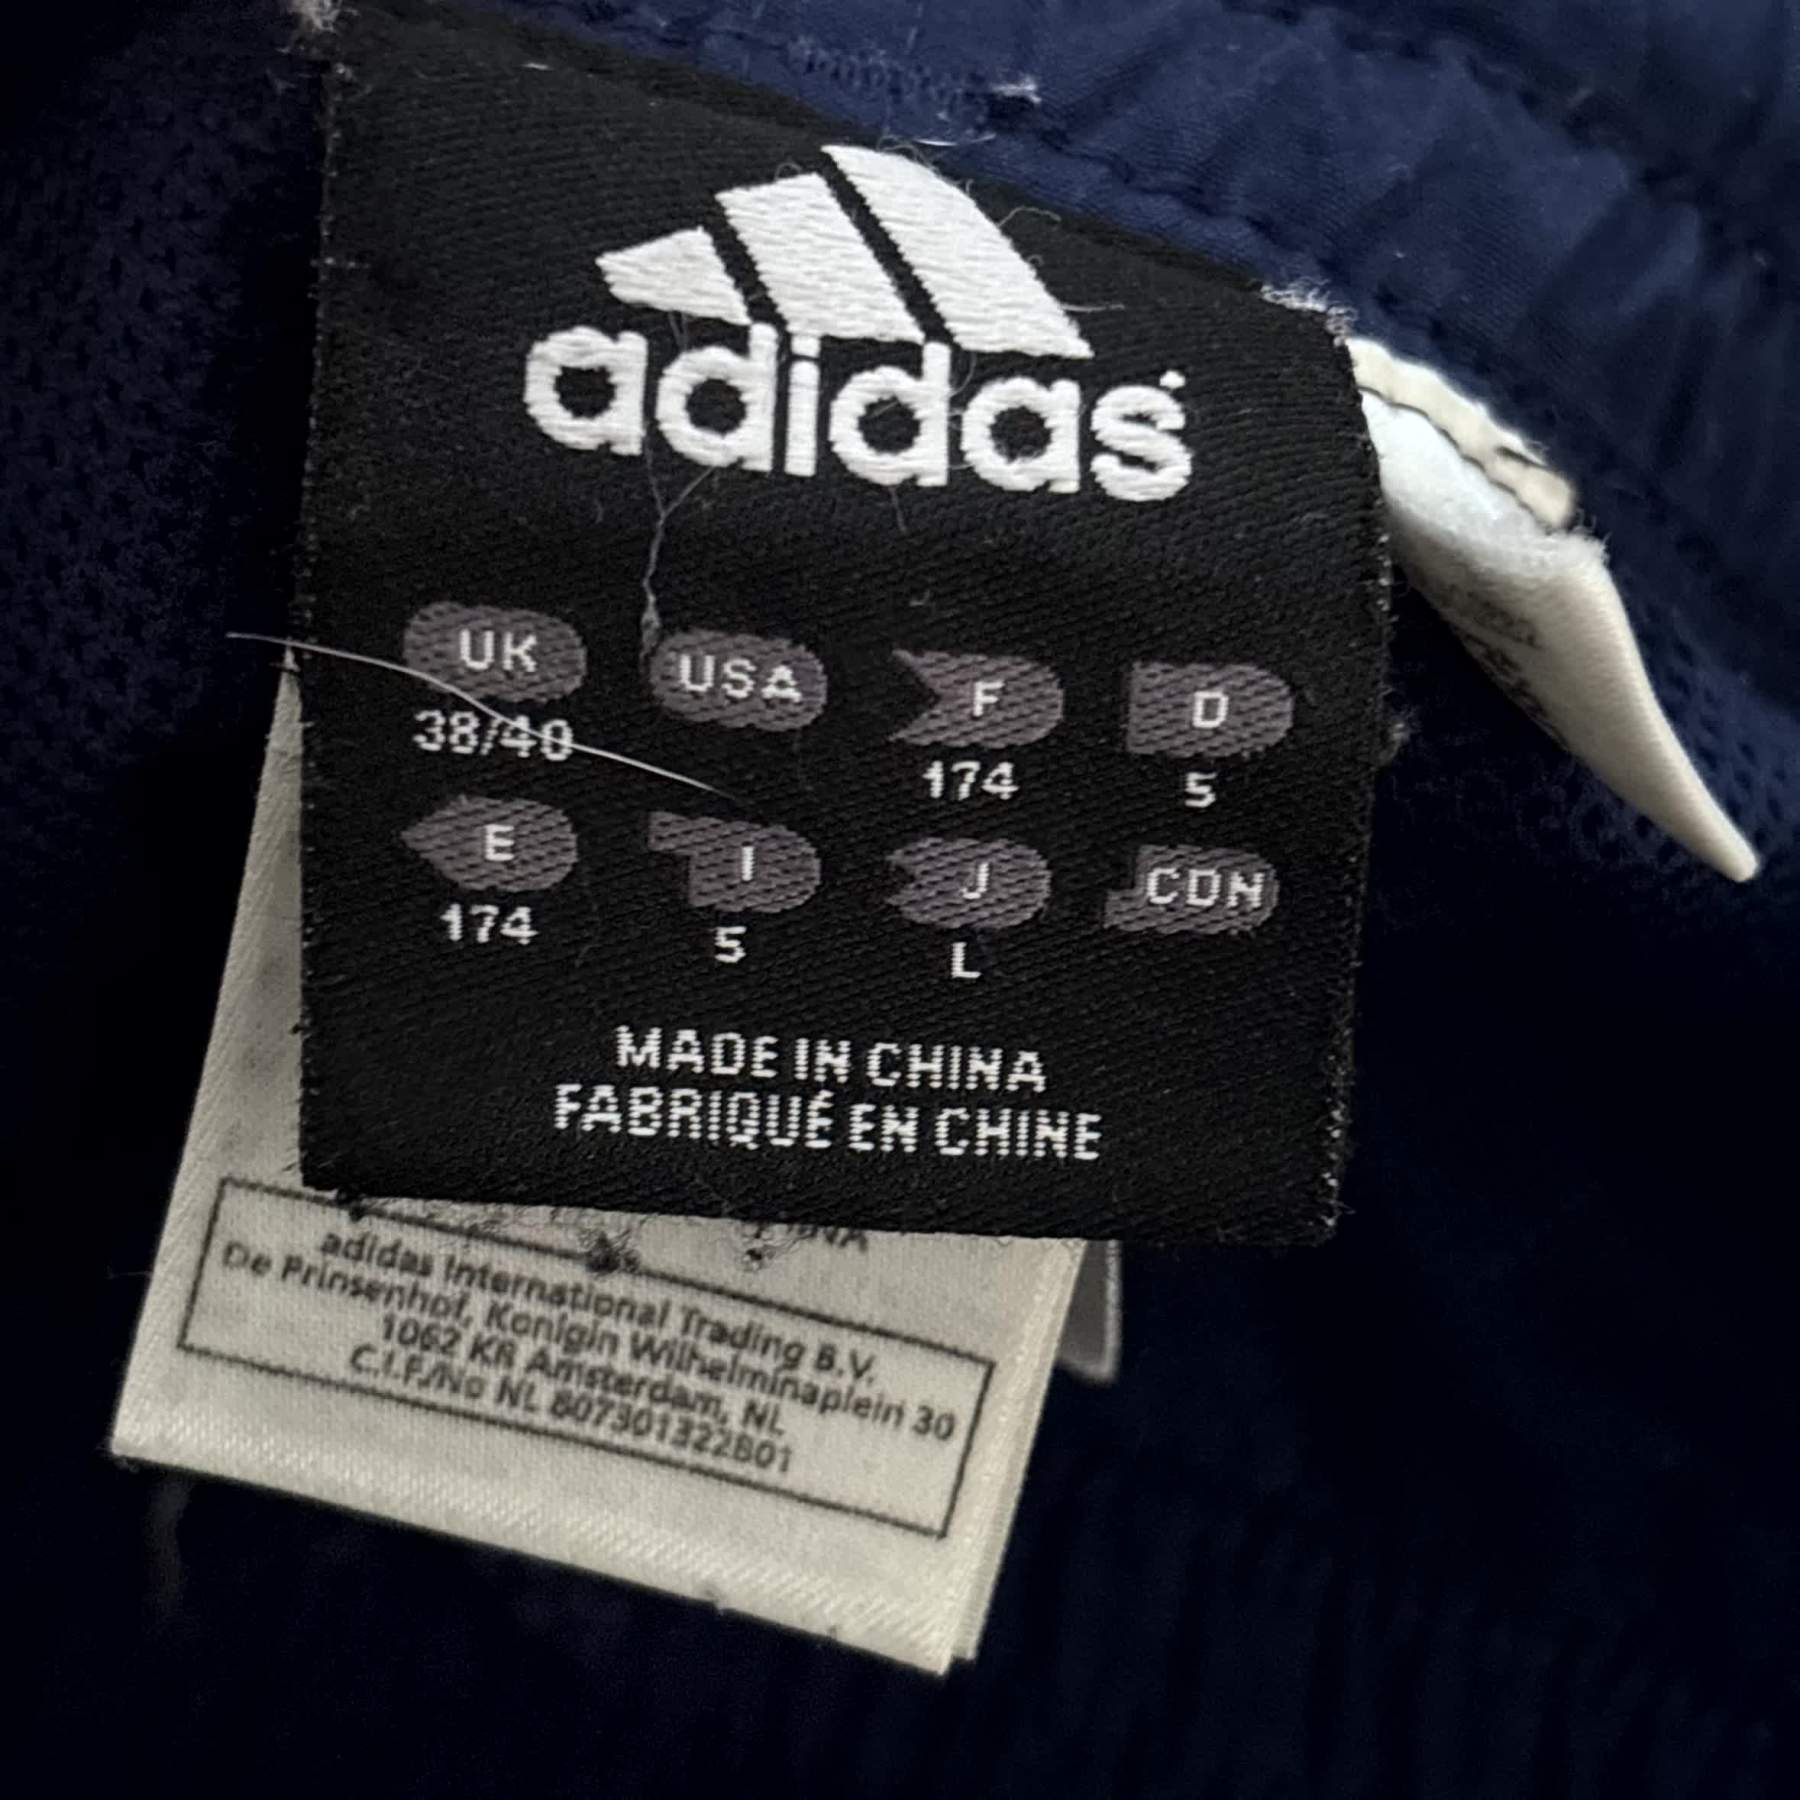 adidas
UK USA F D
38/40 174 5
E I J CDN
174 5 L
MADE IN CHINA
FABRIQUÉ EN CHINE
adidas International Trading B.V.
De Prinsenhof, Konigin Wilhelminaplein 30
1062 KR Amsterdam, NL
C.I.F./No NL 807301322B01